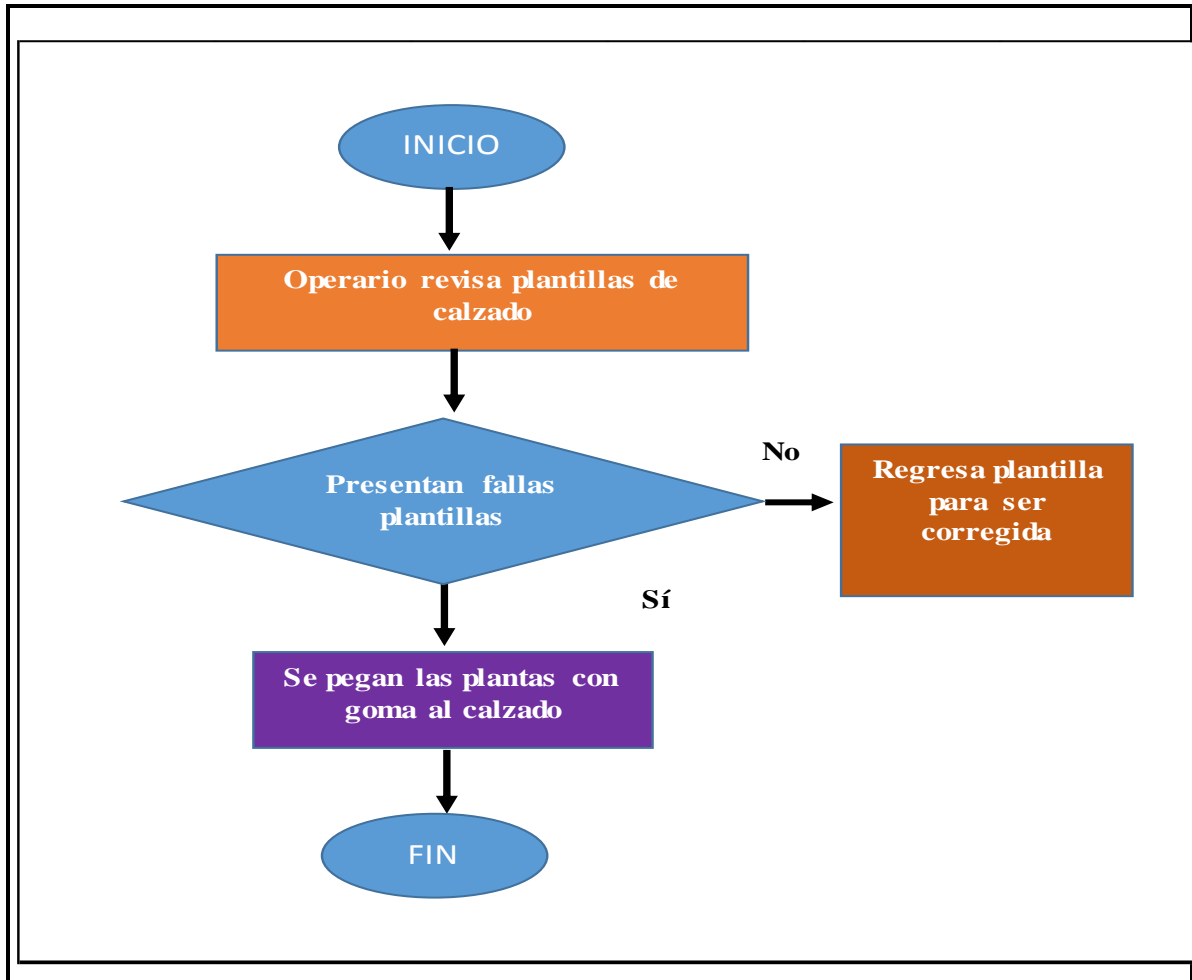 INICIO
Operario revisa plantillas de
calzado
Presentan fallas
plantillas
No
Regresa plantilla
para ser
corregida
Sí
Se pegan las plantas con
goma al calzado
FIN